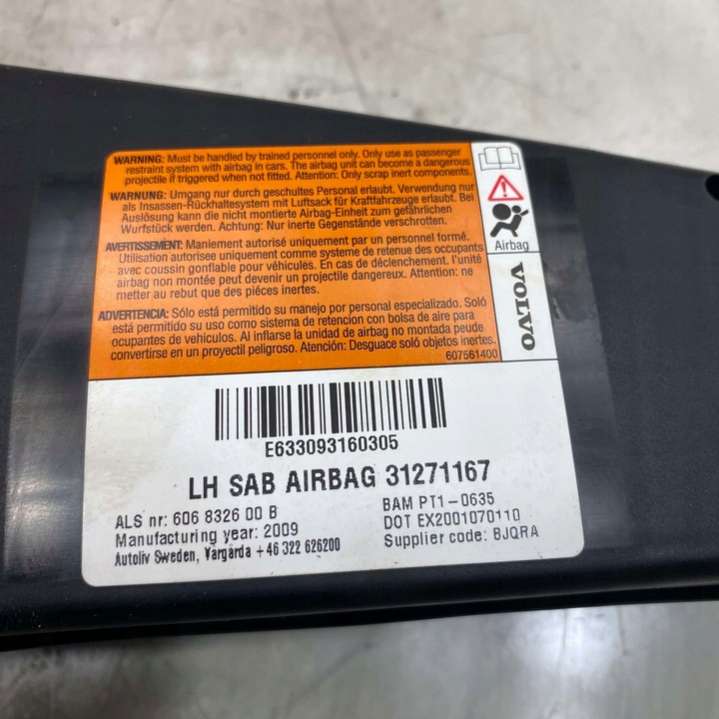 WARNING: Must be handled by trained personnel only. Only use as passenger
restraint system with airbag in cars. The airbag unit can become a dangerous
projectile if triggered when not fitted. Attention: Only scrap inert components.
WARNUNG: Umgang nur durch geschultes Personal erlaubt. Verwendung nur
als Insassen-Rückhaltesystem mit Luftsack für Kraftfahrzeuge erlaubt. Bei
Auslösung kann die nicht montierte Airbag-Einheit zum gefährlichen
Wurfstück werden. Achtung: Nur inerte Gegenstände verschrotten.
AVERTISSEMENT: Maniement autorisé uniquement par un personnel formé.
Utilisation autorisee uniquement comme systeme de retenue des occupants
avec coussin gonflable pour véhicules. En cas de déclenchement. l'unité
airbag non montée peut devenir un projectile dangereux. Attention: ne
metter au rebut que des piéces inertes.
ADVERTENCIA: Sólo está permitido su manejo por personal especializado. Soló
está permitido su uso como sistema de retencion con bolsa de aire para
ocupantes de vehiculos. Al inflarse la unidad de airbag no montada peude
convertirse en un proyectil peligroso. Atención: Desguace soló objetos inertes.
607561400
Airbag
VOLVO
E633093160305
LH SAB AIRBAG 31271167
ALS nr: 606 8326 00 B
Manufacturing year: 2009
Autoliv Sweden, Vårgårda +46 322 626200
BAM PT1-0635
DOT EX2001070110
Supplier code: BJQRA